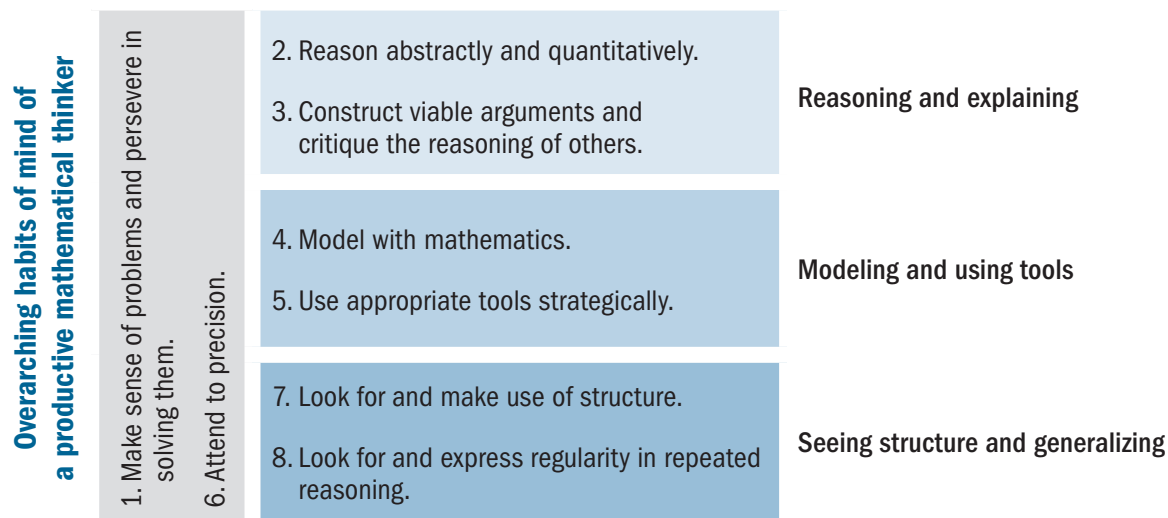 Overarching habits of mind of
a productive mathematical thinker
1. Make sense of problems and persevere in
solving them.
6. Attend to precision.
2. Reason abstractly and quantitatively.
3. Construct viable arguments and
critique the reasoning of others.
Reasoning and explaining
4. Model with mathematics.
5. Use appropriate tools strategically.
Modeling and using tools
7. Look for and make use of structure.
8. Look for and express regularity in repeated
reasoning.
Seeing structure and generalizing